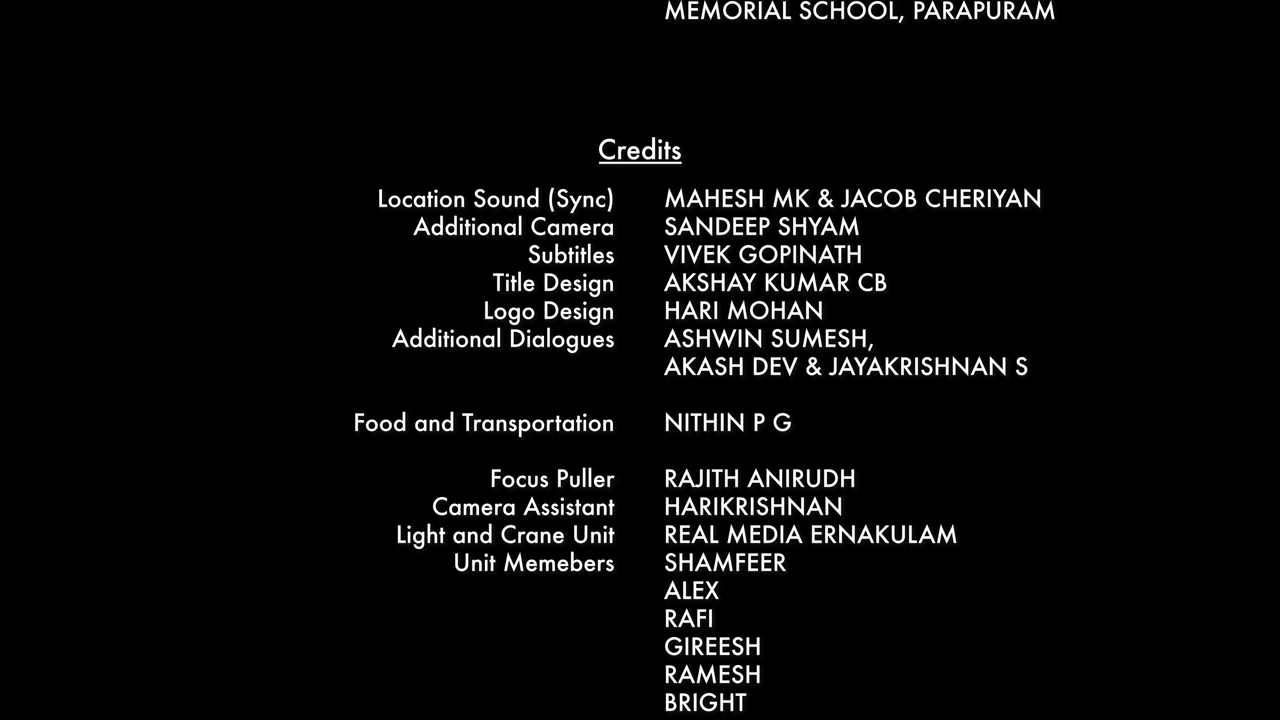 MEMORIAL SCHOOL, PARAPURAM
Credits
Location Sound (Sync) MAHESH MK & JACOB CHERIYAN
Additional Camera SANDEEP SHYAM
Subtitles VIVEK GOPINATH
Title Design AKSHAY KUMAR CB
Logo Design HARI MOHAN
Additional Dialogues ASHWIN SUMESH,
AKASH DEV & JAYAKRISHNAN S
Food and Transportation NITHIN P G
Focus Puller RAJITH ANIRUDH
Camera Assistant HARIKRISHNAN
Light and Crane Unit REAL MEDIA ERNAKULAM
Unit Memebers SHAMFEER
ALEX
RAFI
GIREESH
RAMESH
BRIGHT